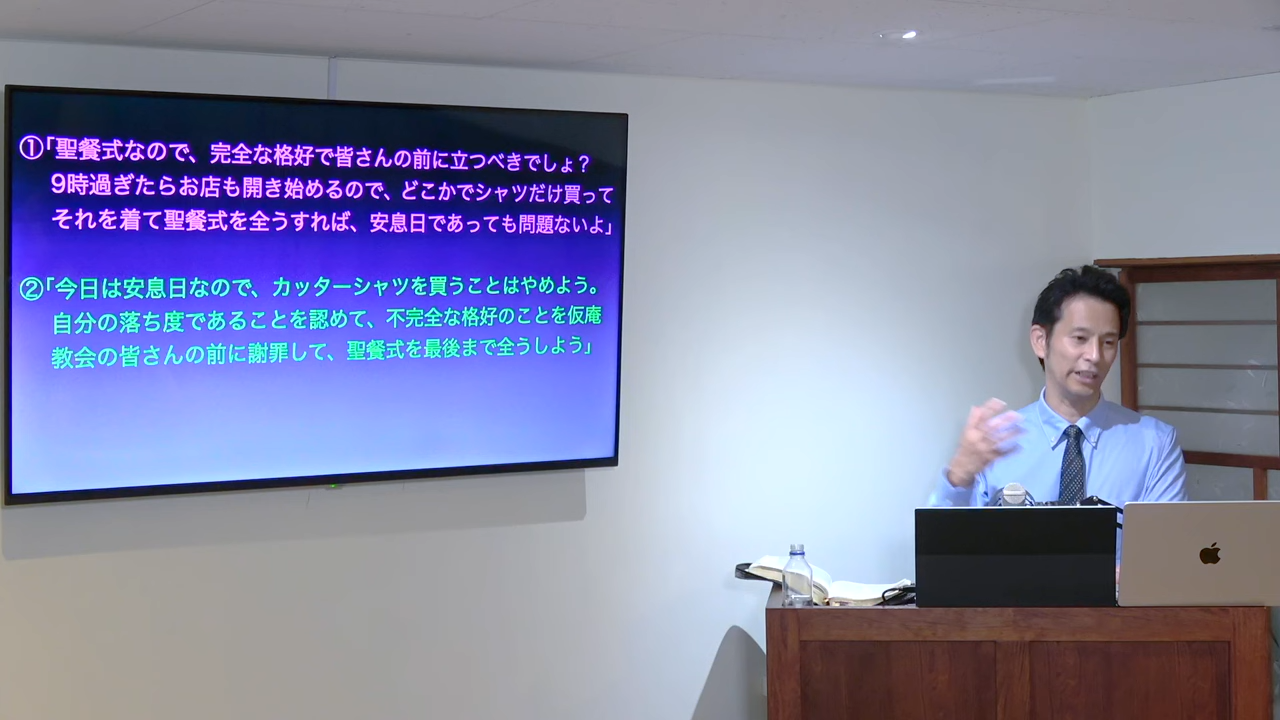 ①「聖餐式なので、完全な格好で皆さんの前に立つべきでしょ？
9時過ぎたらお店も開き始めるので、どこかでシャツだけ買って
それを着て聖餐式を全うすれば、安息日であっても問題ないよ」
②「今日は安息日なので、カッターシャツを買うことはやめよう。
自分の落ち度であることを認めて、不完全な格好のことを仮庵
教会の皆さんの前に謝罪して、聖餐式を最後まで全うしよう」